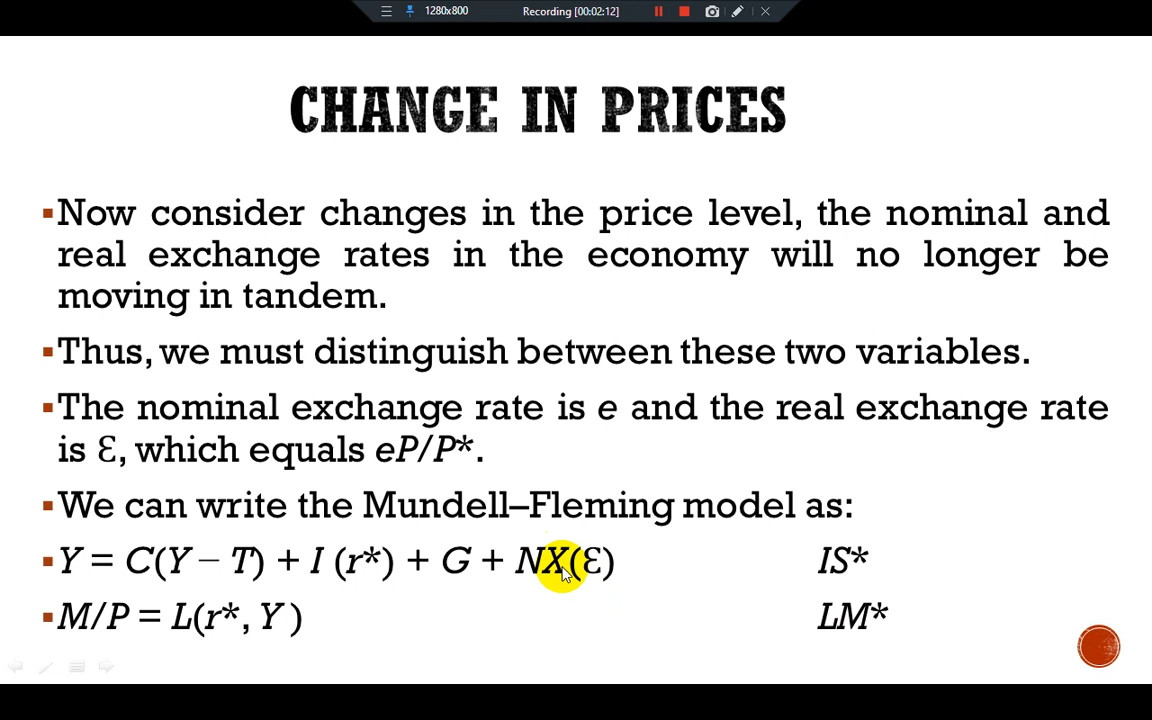 1280x800 Recording [00:02:12]
CHANGE IN PRICES
▪Now consider changes in the price level, the nominal and
real exchange rates in the economy will no longer be
moving in tandem.
▪Thus, we must distinguish between these two variables.
▪The nominal exchange rate is e and the real exchange rate
is Ɛ, which equals eP/P*.
▪We can write the Mundell–Fleming model as:
▪Y = C(Y – T) + I (r*) + G + NX(Ɛ) IS*
▪M/P = L(r*, Y ) LM*